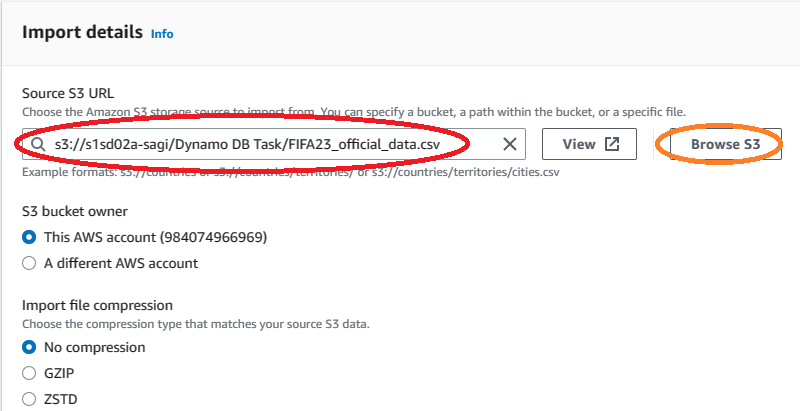 Import details Info
Source S3 URL
Choose the Amazon S3 storage source to import from. You can specify a bucket, a path within the bucket, or a specific file.
s3://s1sd02a-sagi/Dynamo DB Task/FIFA23_official_data.csv View Browse S3
Example formats: s3://countries or s3://countries/territories/ or s3://countries/territories/cities.csv
S3 bucket owner
This AWS account (984074966969)
A different AWS account
Import file compression
Choose the compression type that matches your source S3 data.
No compression
GZIP
ZSTD